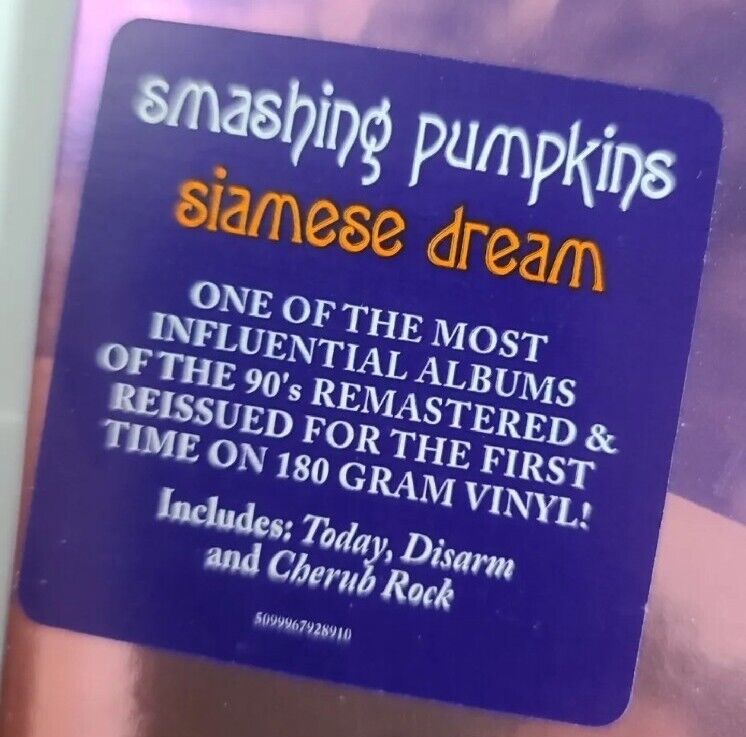 smashing pumpkins
siamese dream
ONE OF THE MOST
INFLUENTIAL ALBUMS
OF THE 90's REMASTERED &
REISSUED FOR THE FIRST
TIME ON 180 GRAM VINYL!
Includes: Today, Disarm
and Cherub Rock
5099967928910